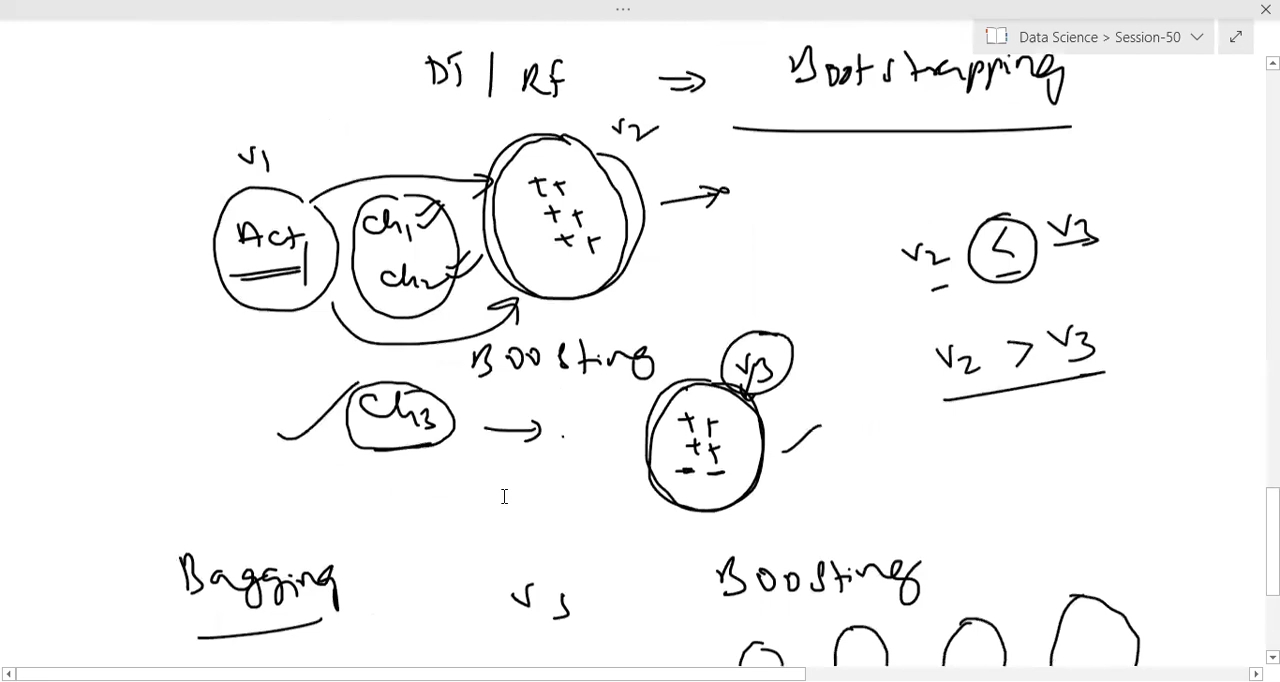 Data Science > Session-50
DT | RF ⇒ Bootstrapping
V1
V2
Act1
Ch1
Ch2
++
++
++
V2 < V3
V2 > V3
Boosting
V3
Ch3 →
++
++
- -
Bagging vs Boosting